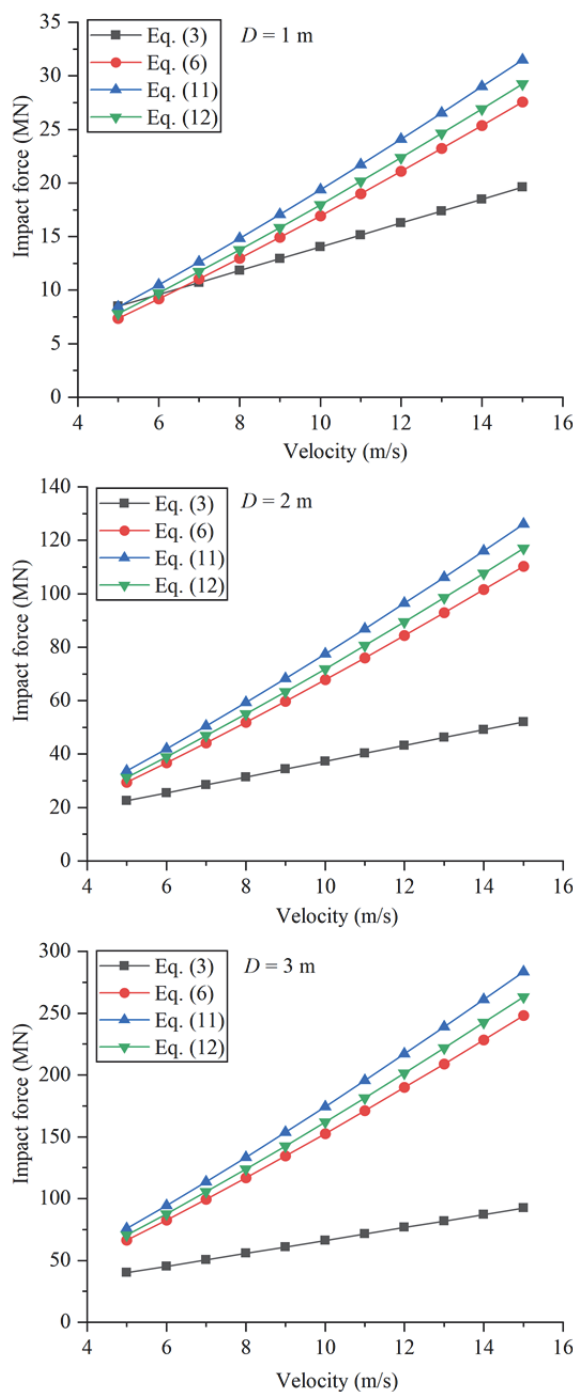 35
30
25
20
15
10
5
0
Impact force (MN)
Eq. (3)
Eq. (6)
Eq. (11)
Eq. (12)
D = 1 m
4 6 8 10 12 14 16
Velocity (m/s)
140
120
100
80
60
40
20
0
Impact force (MN)
Eq. (3)
Eq. (6)
Eq. (11)
Eq. (12)
D = 2 m
4 6 8 10 12 14 16
Velocity (m/s)
300
250
200
150
100
50
0
Impact force (MN)
Eq. (3)
Eq. (6)
Eq. (11)
Eq. (12)
D = 3 m
4 6 8 10 12 14 16
Velocity (m/s)